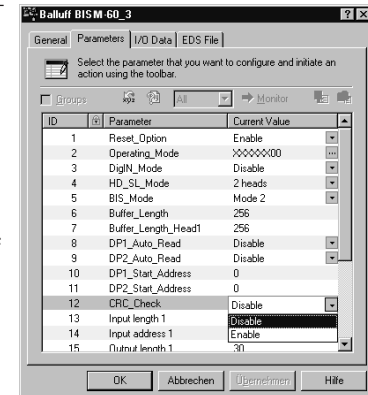 Balluff BIS M-60_3
General Parameters I/O Data EDS File
Select the parameter that you want to configure and initiate an
action using the toolbar.
Groups All Monitor
ID Parameter Current Value
1 Reset_Option Enable
2 Operating_Mode XXXXXX00
3 DigIN_Mode Disable
4 HD_SL_Mode 2 heads
5 BIS_Mode Mode 2
6 Buffer_Length 256
7 Buffer_Length_Head1 256
8 DP1_Auto_Read Disable
9 DP2_Auto_Read Disable
10 DP1_Start_Address 0
11 DP2_Start_Address 0
12 CRC_Check Disable
Disable
13 Input length 1
Enable
14 Input address 1
15 Output length 1 30
OK Abbrechen Übernehmen Hilfe